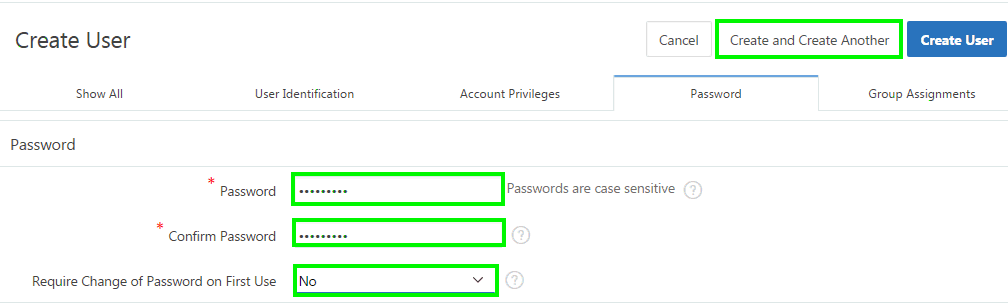 Create User
Cancel
Create and Create Another
Create User
Show All
User Identification
Account Privileges
Password
Group Assignments
Password
* Password ••••••••• Passwords are case sensitive ?
* Confirm Password ••••••••• ?
Require Change of Password on First Use No ?